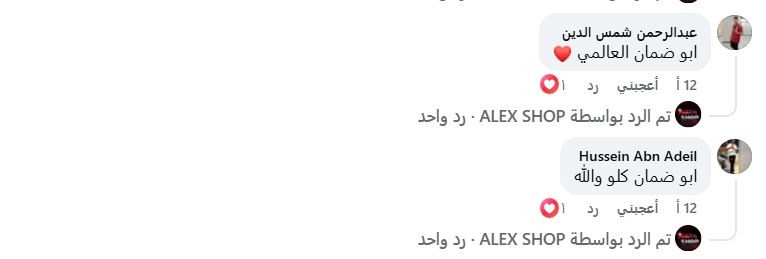 عبدالرحمن شمس الدين
ابو ضمان العالمي ❤️
12 أ أعجبني رد ١
تم الرد بواسطة ALEX SHOP · رد واحد
Hussein Abn Adeil
ابو ضمان كلو والله
12 أ أعجبني رد ١
تم الرد بواسطة ALEX SHOP · رد واحد